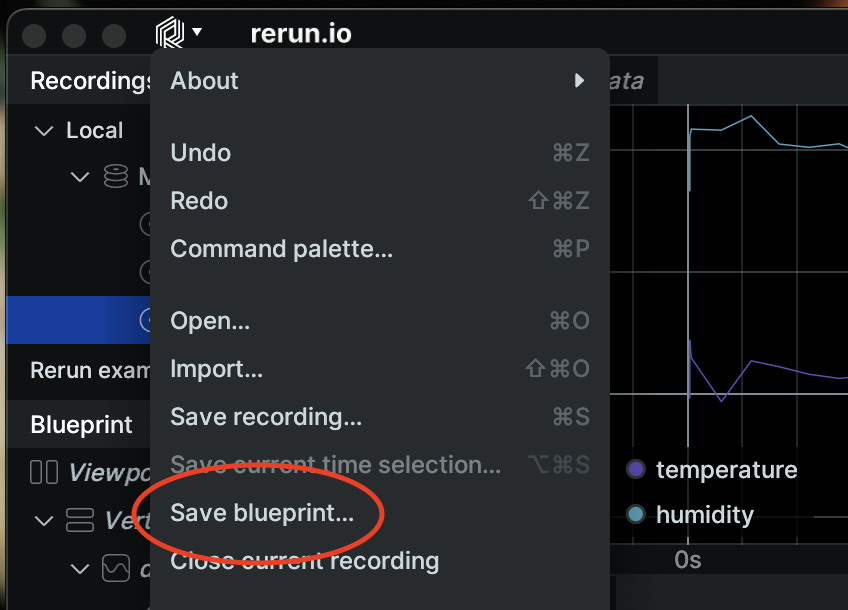 rerun.io
Recordings
Local
About
Undo ⌘Z
Redo ⇧⌘Z
Command palette... ⌘P
Open... ⌘O
Import... ⇧⌘O
Save recording... ⌘S
Save current time selection... ⌥⌘S
Save blueprint...
Close current recording
Rerun exam
Blueprint
Viewpo
Vert
ata
temperature
humidity
0s